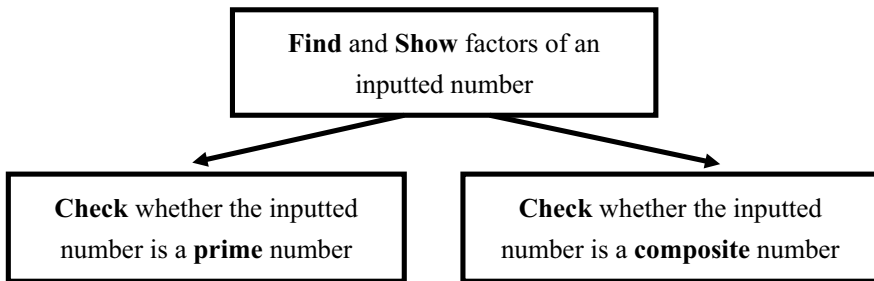 Find and Show factors of an
inputted number
Check whether the inputted
number is a prime number
Check whether the inputted
number is a composite number